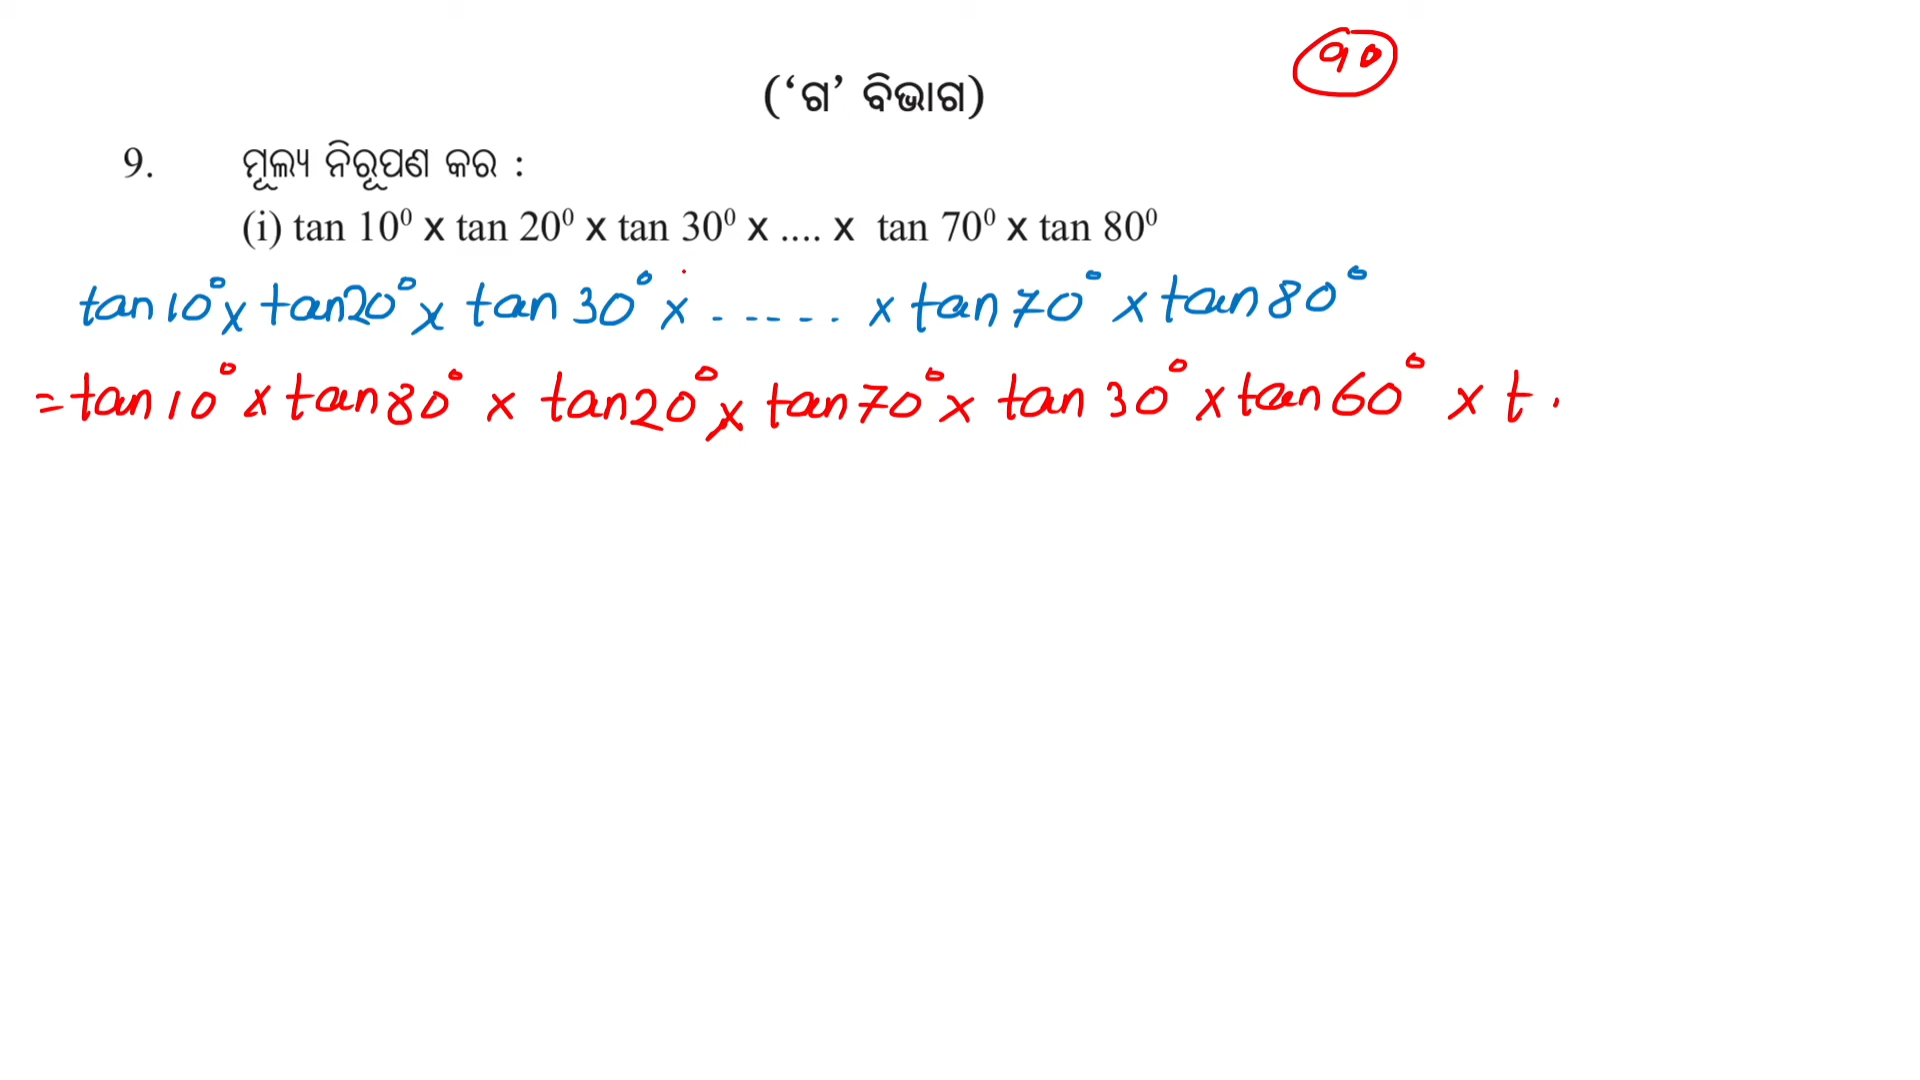 90
(‘ଗ’ ବିଭାଗ)
9. ମୂଲ୍ୟ ନିରୂପଣ କର :
(i) tan 10⁰ x tan 20⁰ x tan 30⁰ x .... x tan 70⁰ x tan 80⁰
tan 10° x tan 20° x tan 30° x ...... x tan 70° x tan 80°
= tan 10° x tan 80° x tan 20° x tan 70° x tan 30° x tan 60° x t